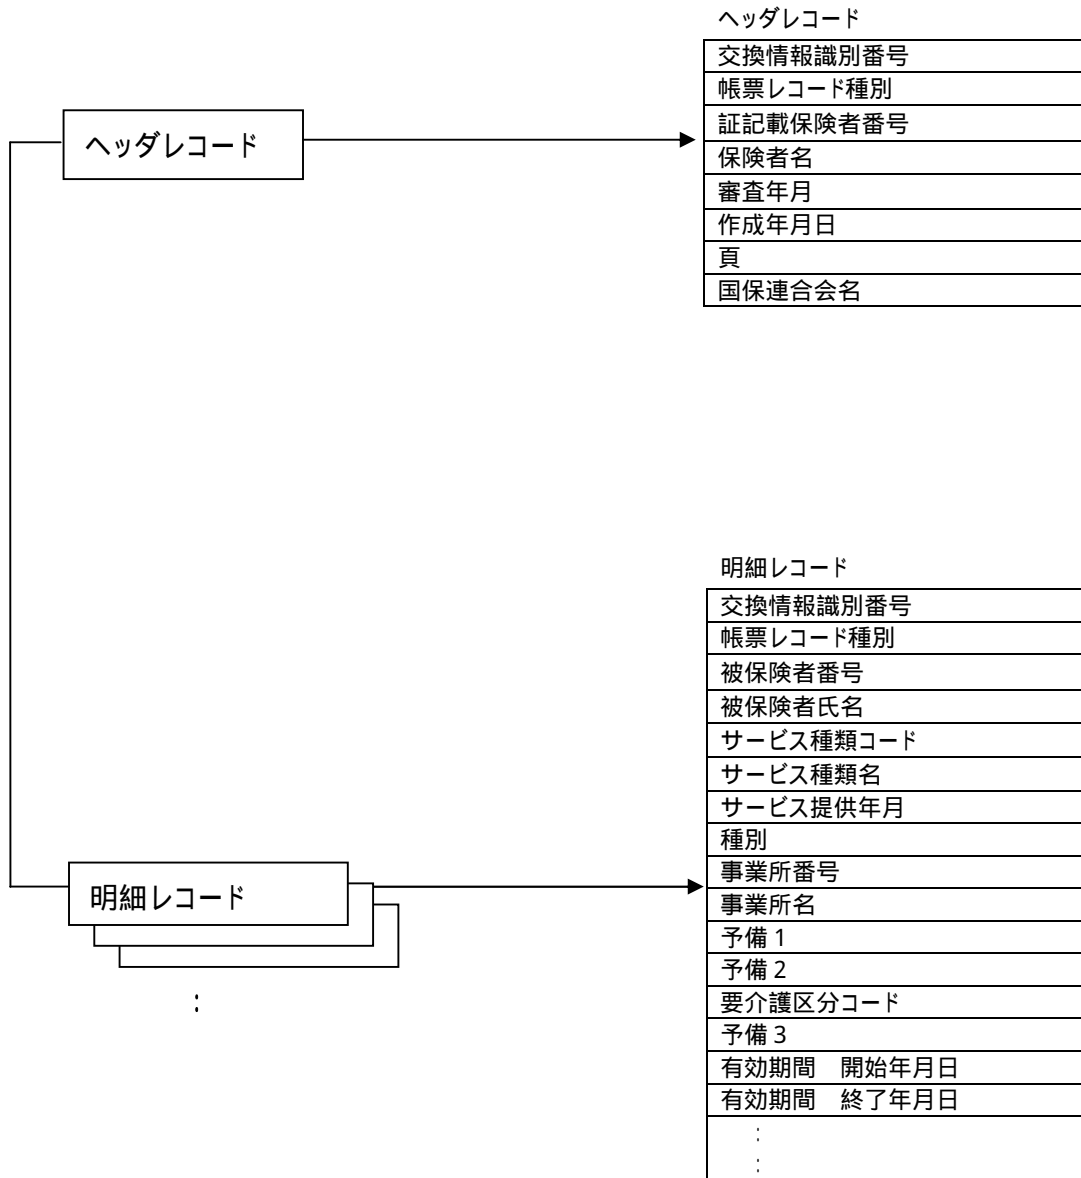 ヘッダレコード
交換情報識別番号
帳票レコード種別
証記載保険者番号
保険者名
審査年月
作成年月日
頁
国保連合会名
ヘッダレコード
明細レコード
交換情報識別番号
帳票レコード種別
被保険者番号
被保険者氏名
サービス種類コード
サービス種類名
サービス提供年月
種別
事業所番号
事業所名
予備1
予備2
要介護区分コード
予備3
有効期間　開始年月日
有効期間　終了年月日
:
:
明細レコード
: